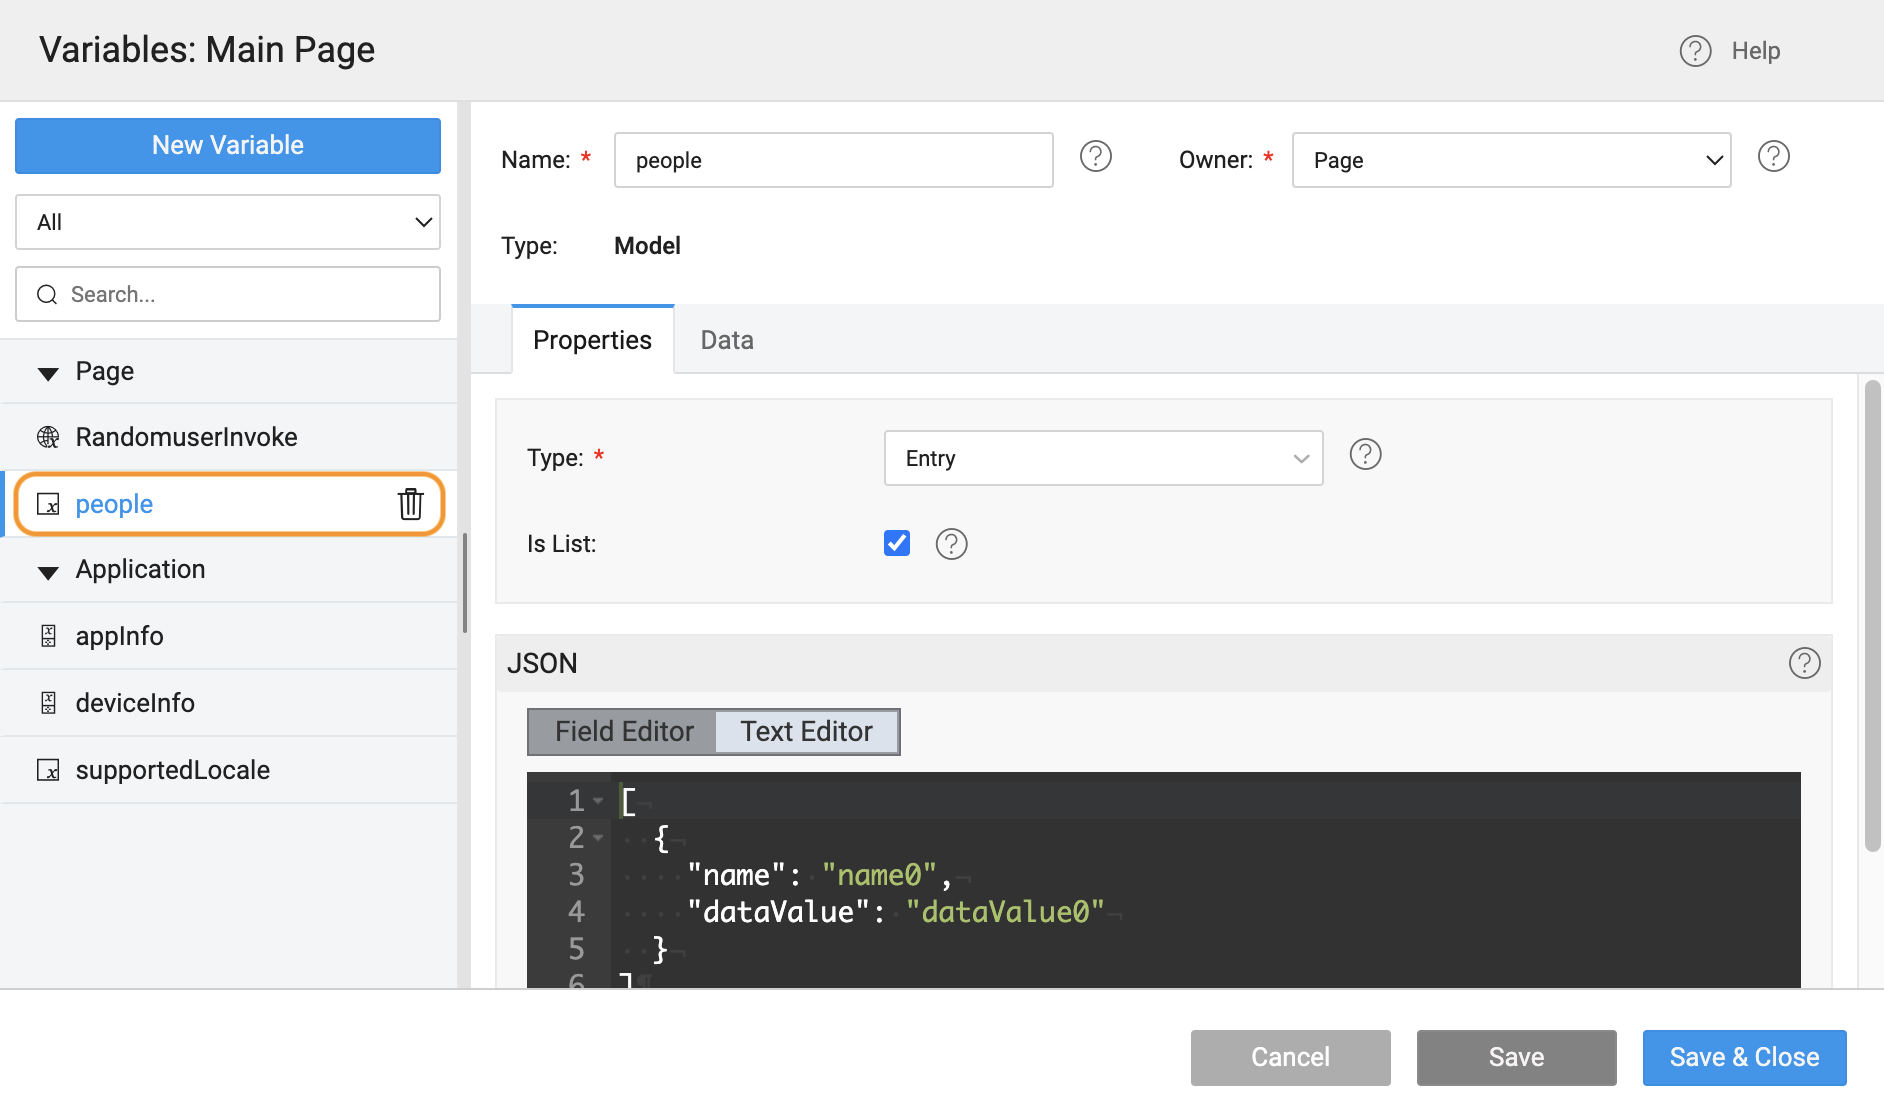 Variables: Main Page
Help
New Variable
All
Search...
Page
RandomuserInvoke
people
Application
appInfo
deviceInfo
supportedLocale
Name: * people
Owner: * Page
Type: Model
Properties Data
Type: * Entry
Is List:
JSON
Field Editor Text Editor
1 [
2 {
3 "name": "name0",
4 "dataValue": "dataValue0"
5 }
6 ]
Cancel Save Save & Close